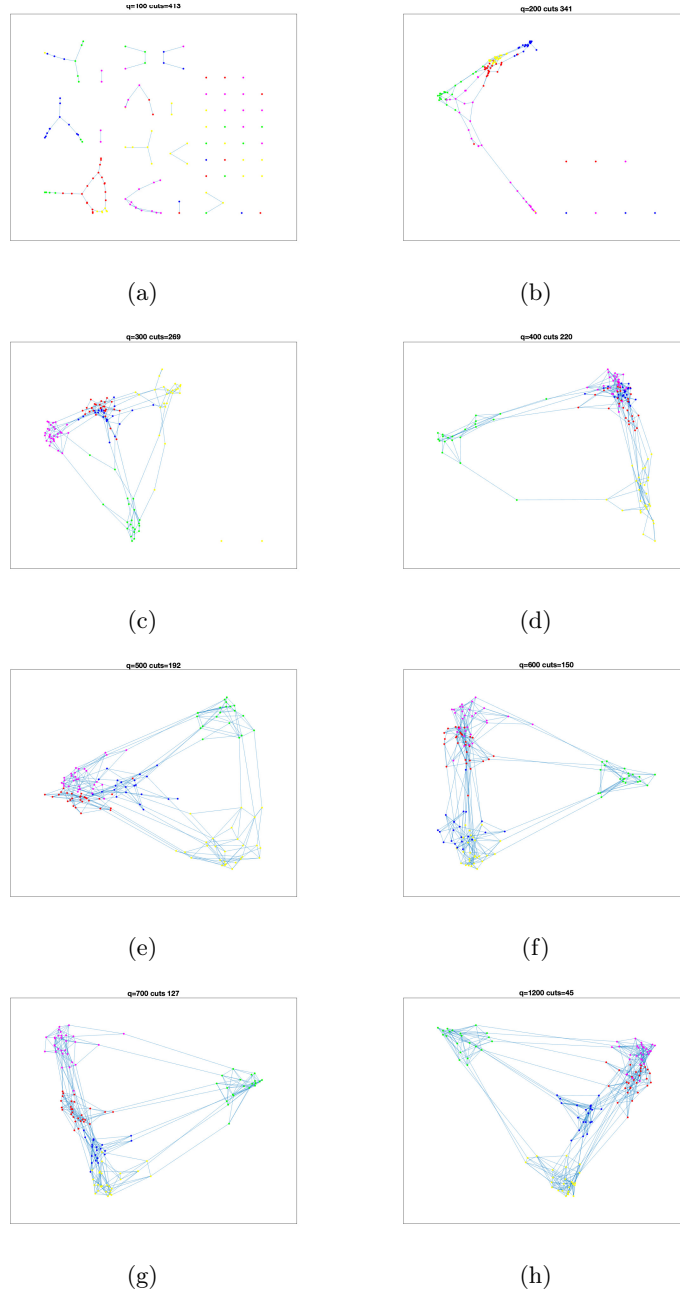 q=100 cuts=413
q=200 cuts 341
(a)
(b)
q=300 cuts=269
q=400 cuts 220
(c)
(d)
q=500 cuts=192
q=600 cuts=150
(e)
(f)
q=700 cuts 127
q=1200 cuts=45
(g)
(h)